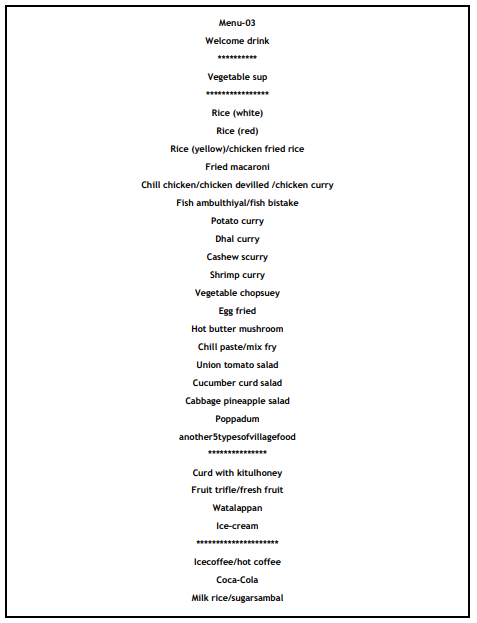 Menu-03
Welcome drink
**********
Vegetable sup
****************
Rice (white)
Rice (red)
Rice (yellow)/chicken fried rice
Fried macaroni
Chill chicken/chicken devilled /chicken curry
Fish ambulthiyal/fish bistake
Potato curry
Dhal curry
Cashew scurry
Shrimp curry
Vegetable chopsuey
Egg fried
Hot butter mushroom
Chill paste/mix fry
Union tomato salad
Cucumber curd salad
Cabbage pineapple salad
Poppadum
another5typesofvillagefood
***************
Curd with kitulhoney
Fruit trifle/fresh fruit
Watalappan
Ice-cream
*********************
Icecoffee/hot coffee
Coca-Cola
Milk rice/sugarsambal